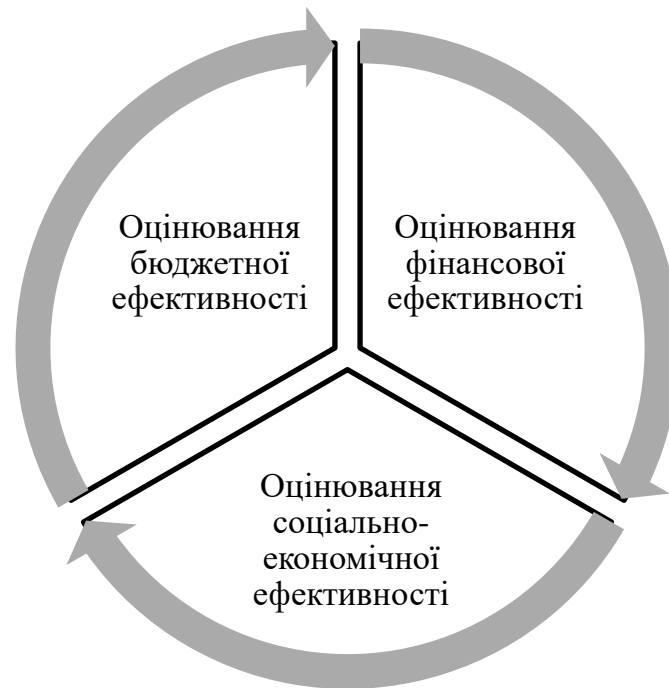 Оцінювання
бюджетної
ефективності
Оцінювання
фінансової
ефективності
Оцінювання
соціально-
економічної
ефективності